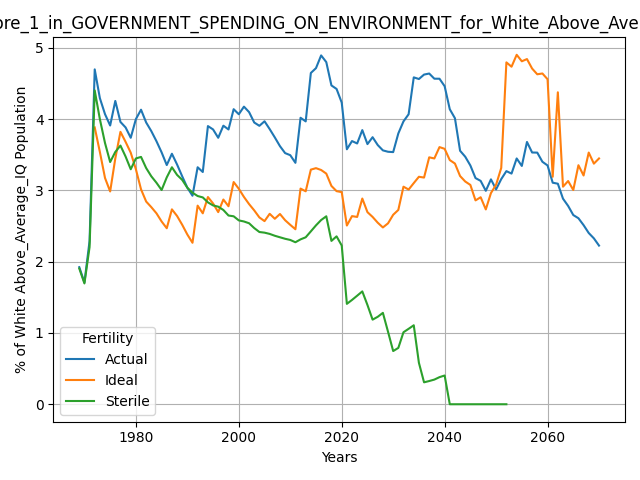 ore_1_in_GOVERNMENT_SPENDING_ON_ENVIRONMENT_for_White_Above_Ave
5
4
3
2
1
0
% of White Above_Average_IQ Population
Fertility
Actual
Ideal
Sterile
1980
2000
2020
2040
2060
Years